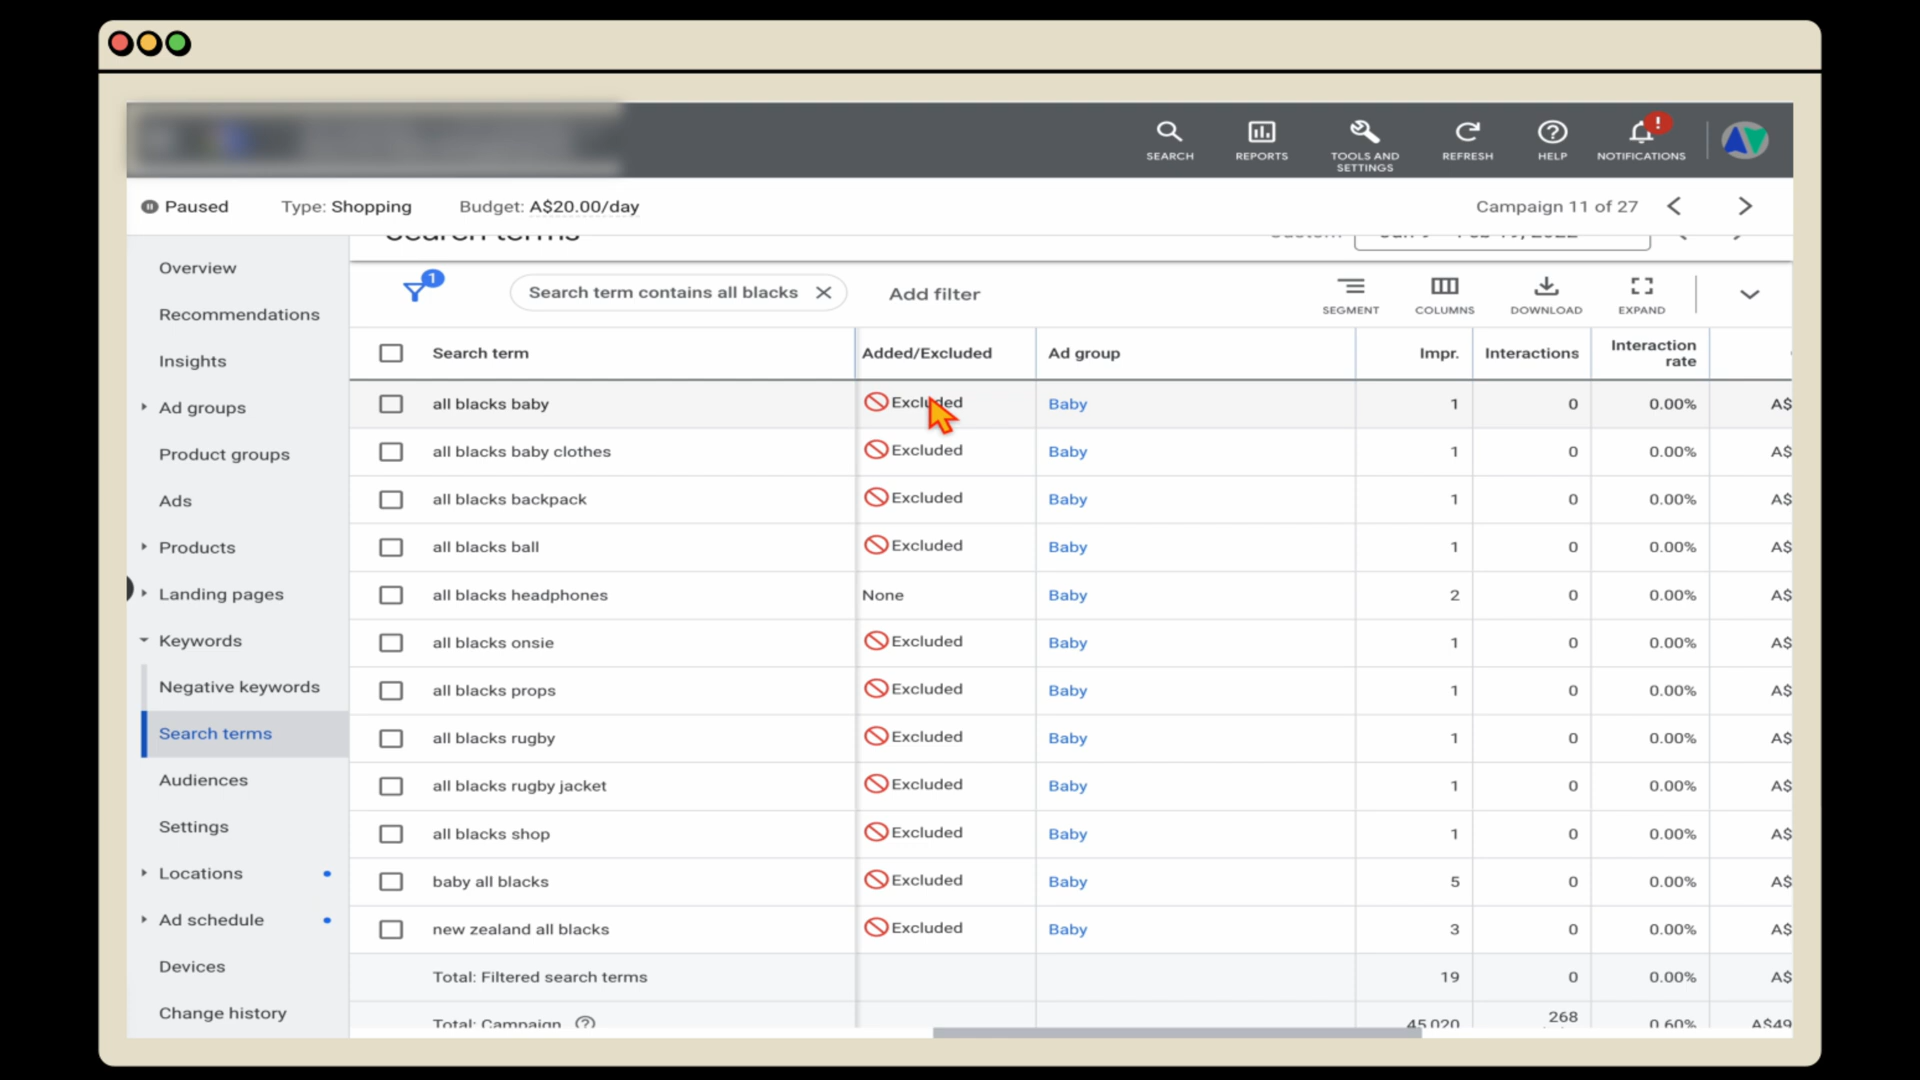 SEARCH
REPORTS
TOOLS AND
SETTINGS
REFRESH
HELP
!
NOTIFICATIONS
Paused
Type: Shopping
Budget: A$20.00/day
Campaign 11 of 27
Search terms
Overview
Recommendations
Insights
Ad groups
Product groups
Ads
Products
Landing pages
Keywords
Negative keywords
Search terms
Audiences
Settings
Locations
Ad schedule
Devices
Change history
1
Search term contains all blacks
Add filter
SEGMENT
COLUMNS
DOWNLOAD
EXPAND
Search term Added/Excluded Ad group Impr. Interactions Interaction rate
all blacks baby Excluded Baby 1 0 0.00% A$
all blacks baby clothes Excluded Baby 1 0 0.00% A$
all blacks backpack Excluded Baby 1 0 0.00% A$
all blacks ball Excluded Baby 1 0 0.00% A$
all blacks headphones None Baby 2 0 0.00% A$
all blacks onsie Excluded Baby 1 0 0.00% A$
all blacks props Excluded Baby 1 0 0.00% A$
all blacks rugby Excluded Baby 1 0 0.00% A$
all blacks rugby jacket Excluded Baby 1 0 0.00% A$
all blacks shop Excluded Baby 1 0 0.00% A$
baby all blacks Excluded Baby 5 0 0.00% A$
new zealand all blacks Excluded Baby 3 0 0.00% A$
Total: Filtered search terms 19 0 0.00% A$
Total: Campaign ? 45,020 268 0.60% A$49